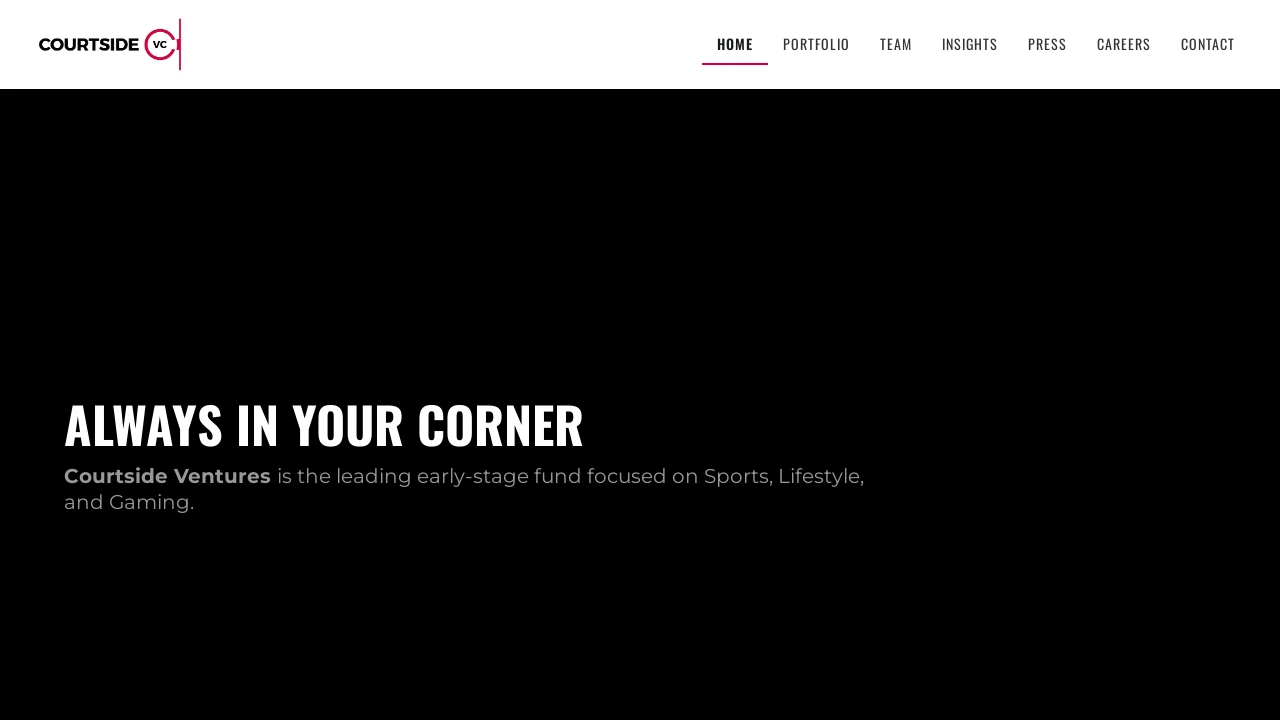 COURTSIDE VC
HOME PORTFOLIO TEAM INSIGHTS PRESS CAREERS CONTACT
ALWAYS IN YOUR CORNER
Courtside Ventures is the leading early-stage fund focused on Sports, Lifestyle,
and Gaming.